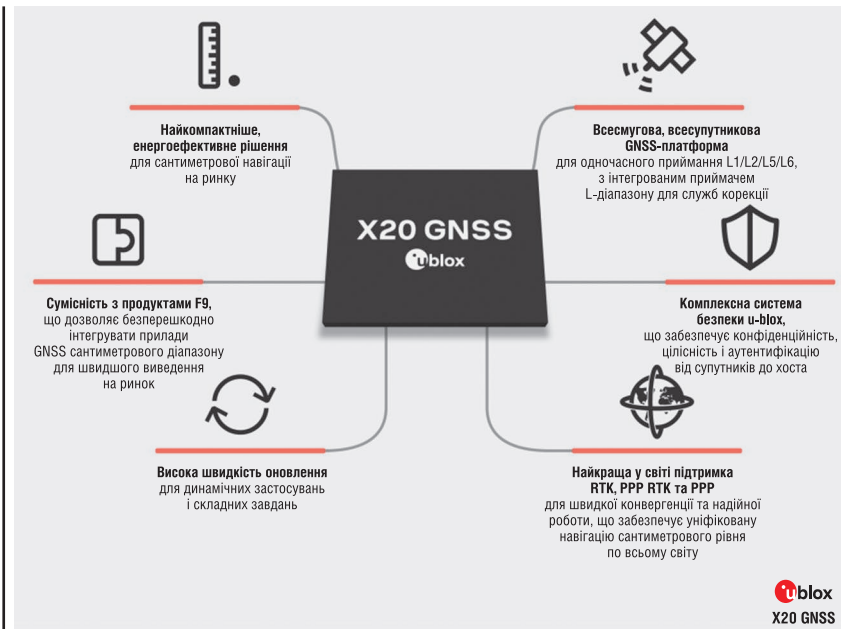 Найкомпактніше,
енергоефективне рішення
для сантиметрової навігації
на ринку
Всесмугова, всесупутникова
GNSS-платформа
для одночасного приймання L1/L2/L5/L6,
з інтегрованим приймачем
L-діапазону для служб корекції
X20 GNSS
ublox
Сумісність з продуктами F9,
що дозволяє безперешкодно
інтегрувати прилади
GNSS сантиметрового діапазону
для швидшого виведення
на ринок
Комплексна система
безпеки u-blox,
що забезпечує конфіденційність,
цілісність і аутентифікацію
від супутників до хоста
Висока швидкість оновлення
для динамічних застосувань
і складних завдань
Найкраща у світі підтримка
RTK, PPP RTK та PPP
для швидкої конвергенції та надійної
роботи, що забезпечує уніфіковану
навігацію сантиметрового рівня
по всьому світу
ublox
X20 GNSS